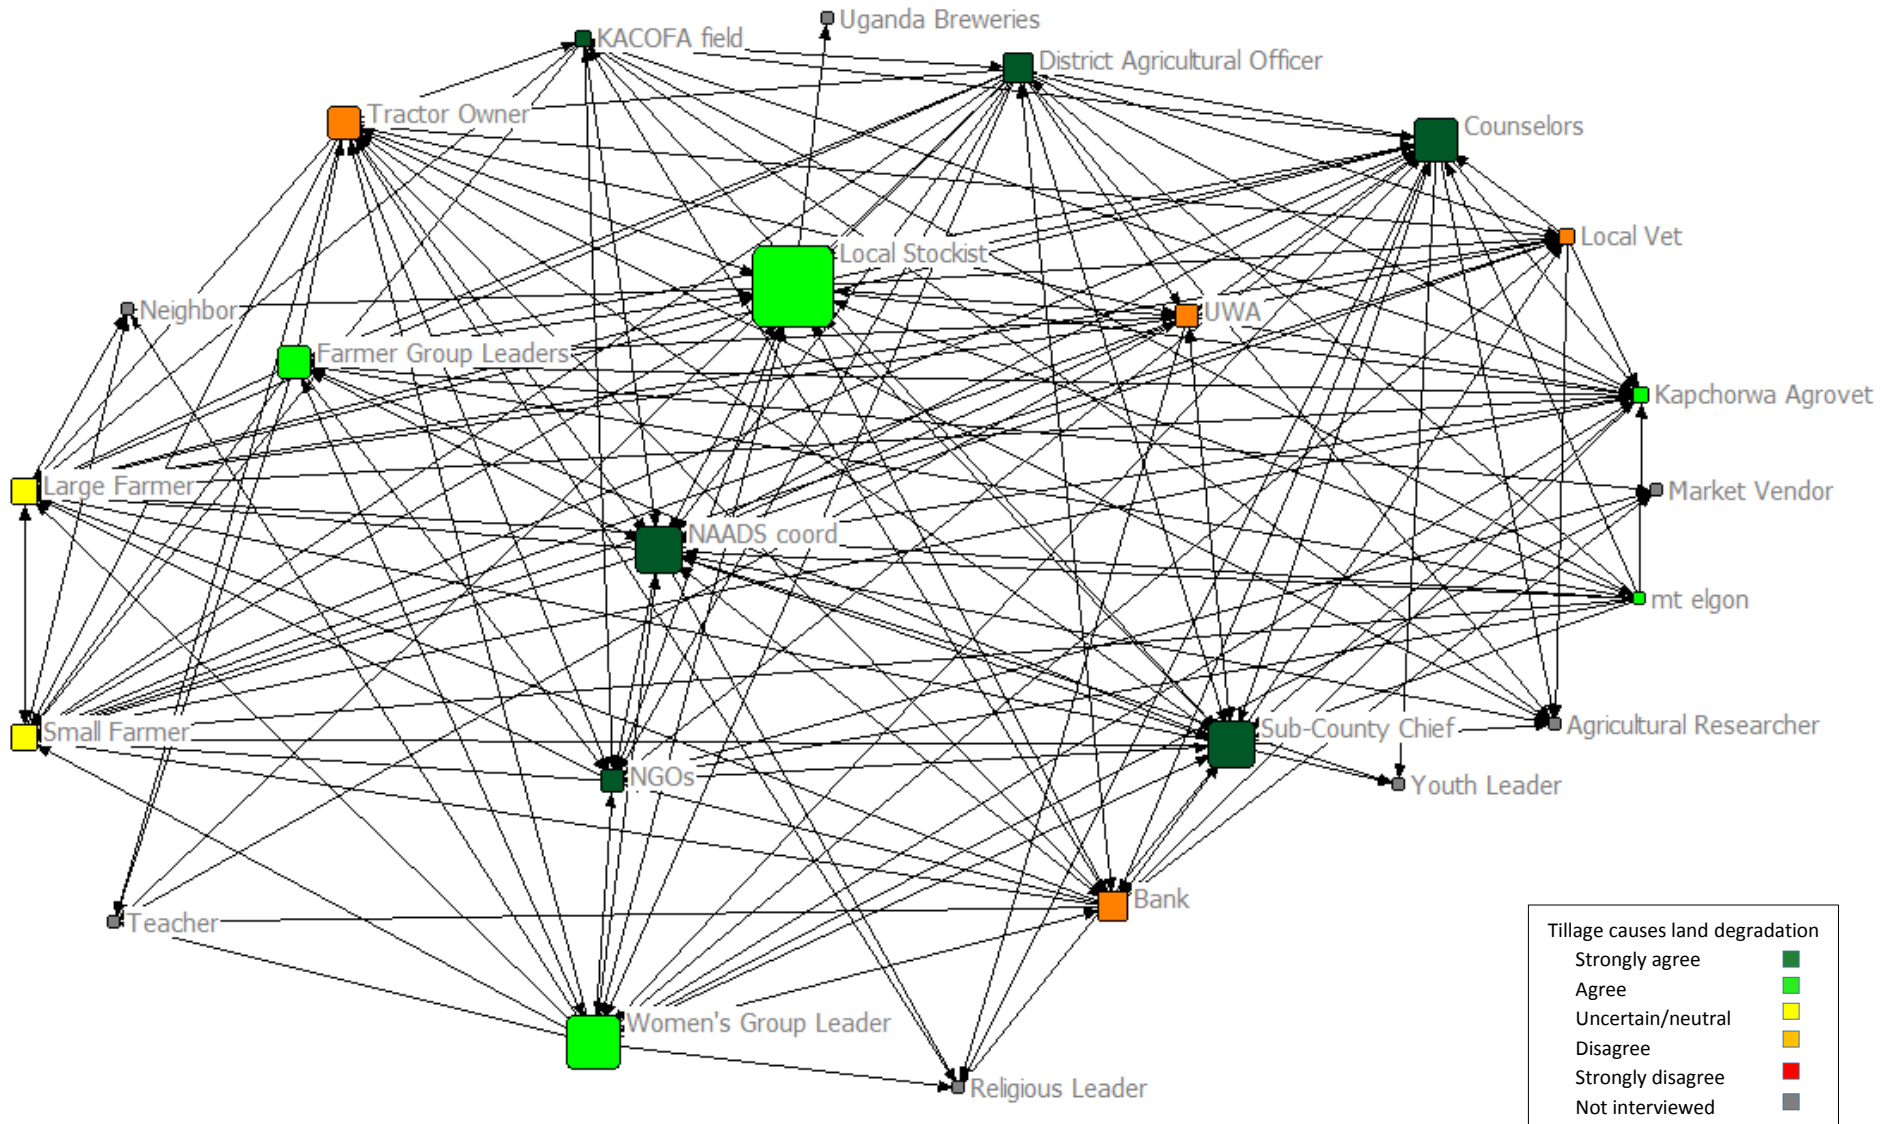 Uganda Breweries
KACOFA field
District Agricultural Officer
Tractor Owner
Counselors
Local Vet
Local Stockist
Neighbor
UWA
Farmer Group Leaders
Kapchorwa Agrovet
Large Farmer
Market Vendor
NAADS coord
mt elgon
Small Farmer
Sub-County Chief
Agricultural Researcher
NGOs
Youth Leader
Bank
Teacher
Women's Group Leader
Religious Leader
Tillage causes land degradation
Strongly agree
Agree
Uncertain/neutral
Disagree
Strongly disagree
Not interviewed